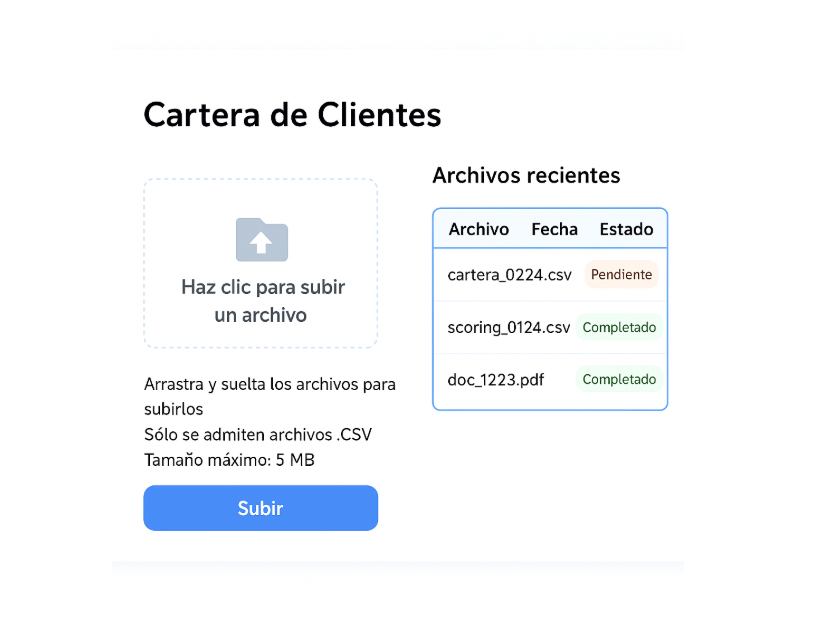 Cartera de Clientes
Haz clic para subir
un archivo
Arrastra y suelta los archivos para
subirlos
Sólo se admiten archivos .CSV
Tamaño máximo: 5 MB
Subir
Archivos recientes
Archivo Fecha Estado
cartera_0224.csv Pendiente
scoring_0124.csv Completado
doc_1223.pdf Completado